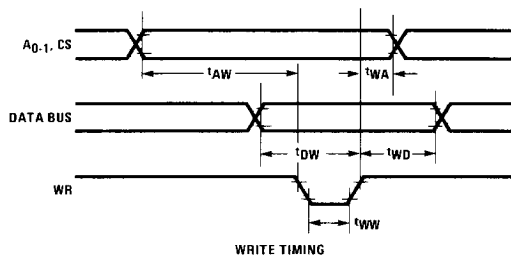 A0-1, CS
tAW
tWA
DATA BUS
tDW
tWD
WR
tWW
WRITE TIMING